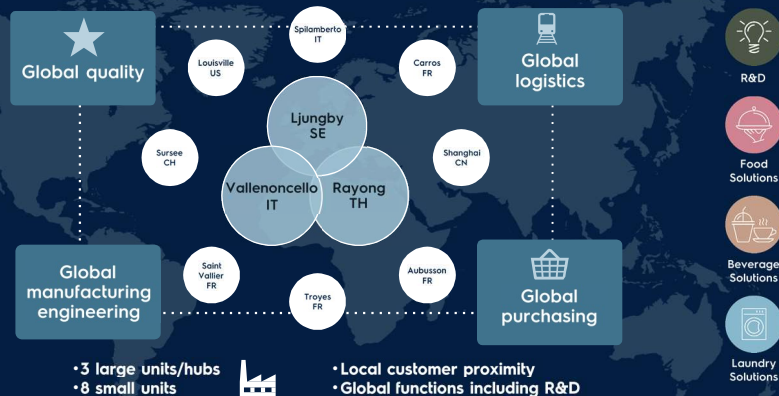 Global quality
Spilamberto
IT
Louisville
US
Carros
FR
Global
logistics
R&D
Ljungby
SE
Sursee
CH
Shanghai
CN
Food
Solutions
Vallenoncello
IT
Rayong
TH
Global
manufacturing
engineering
Saint
Vallier
FR
Troyes
FR
Aubusson
FR
Global
purchasing
Beverage
Solutions
Laundry
Solutions
•3 large units/hubs
•8 small units
•Local customer proximity
•Global functions including R&D